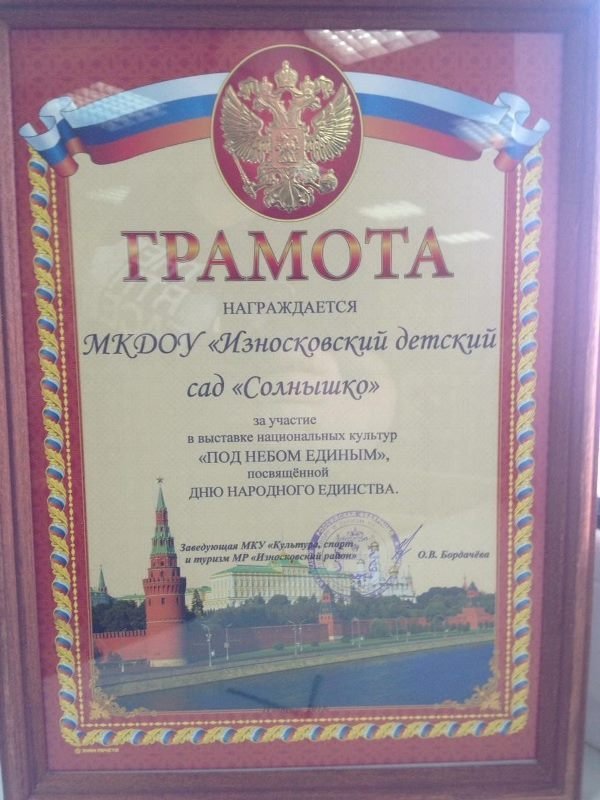 ГРАМОТА
НАГРАЖДАЕТСЯ
МКДОУ «Износковский детский
сад «Солнышко»
за участие
в выставке национальных культур
«ПОД НЕБОМ ЕДИНЫМ»,
посвящённой
ДНЮ НАРОДНОГО ЕДИНСТВА.
Заведующая МКУ «Культура, спорт
и туризм МР «Износковский район»
О.В. Бордачёва